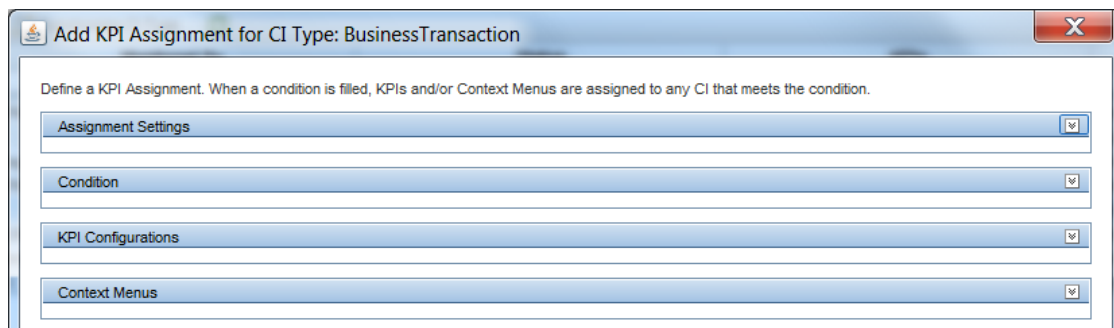 Add KPI Assignment for CI Type: BusinessTransaction
Define a KPI Assignment. When a condition is filled, KPIs and/or Context Menus are assigned to any CI that meets the condition.
Assignment Settings
Condition
KPI Configurations
Context Menus